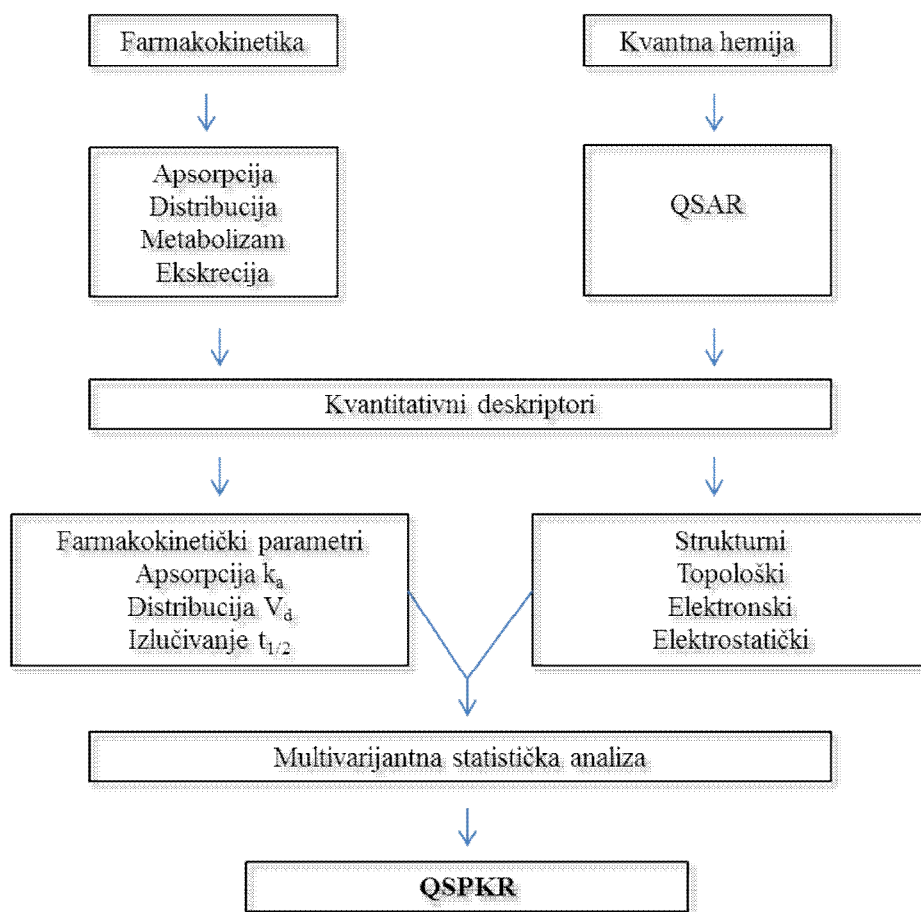 Farmakokinetika
Kvantna hemija
Apsorpcija
Distribucija
Metabolizam
Ekskrecija
QSAR
Kvantitativni deskriptori
Farmakokinetički parametri
Apsorpcija kₐ
Distribucija V_d
Izlučivanje t₁/₂
Strukturni
Topološki
Elektronski
Elektrostatički
Multivarijantna statistička analiza
QSPKR